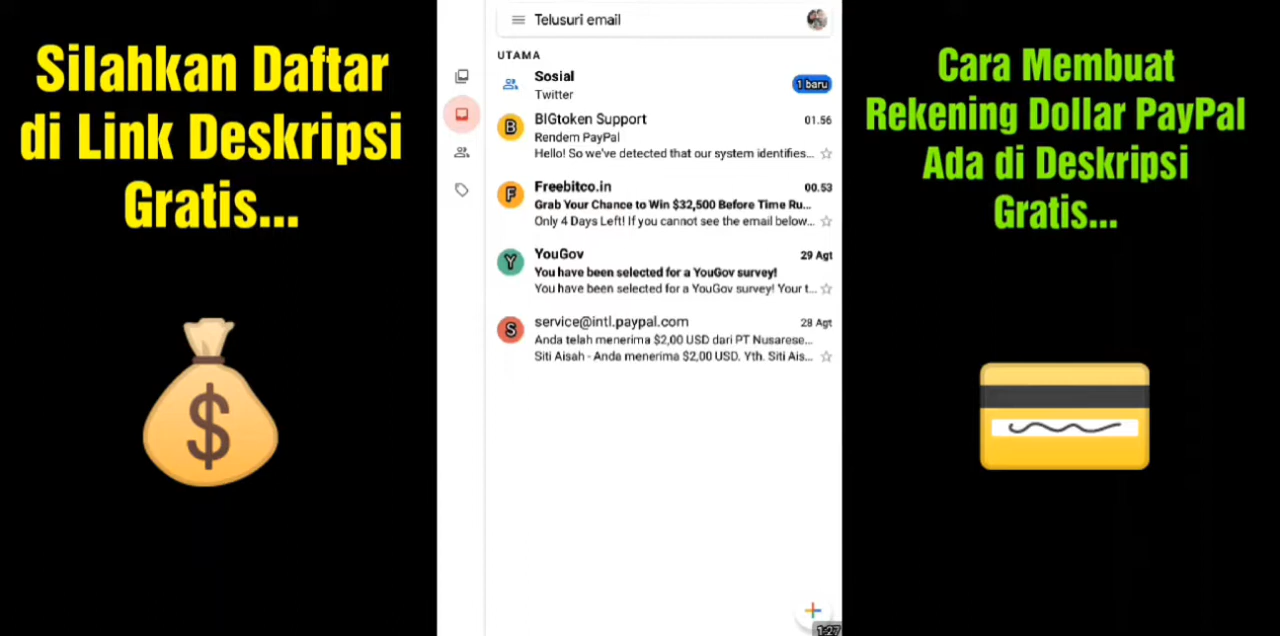 Silahkan Daftar
di Link Deskripsi
Gratis...
Telusuri email
UTAMA
Sosial
1 baru
Twitter
B
BIGtoken Support
01.56
Rendem PayPal
Hello! So we've detected that our system identifies...
F
Freebitco.in
00.53
Grab Your Chance to Win $32,500 Before Time Ru...
Only 4 Days Left! If you cannot see the email below...
Y
YouGov
29 Agt
You have been selected for a YouGov survey!
You have been selected for a YouGov survey! Your t...
S
service@intl.paypal.com
28 Agt
Anda telah menerima $2,00 USD dari PT Nusarese...
Siti Aisah - Anda menerima $2,00 USD. Yth. Siti Ais...
1:27
Cara Membuat
Rekening Dollar PayPal
Ada di Deskripsi
Gratis...
$